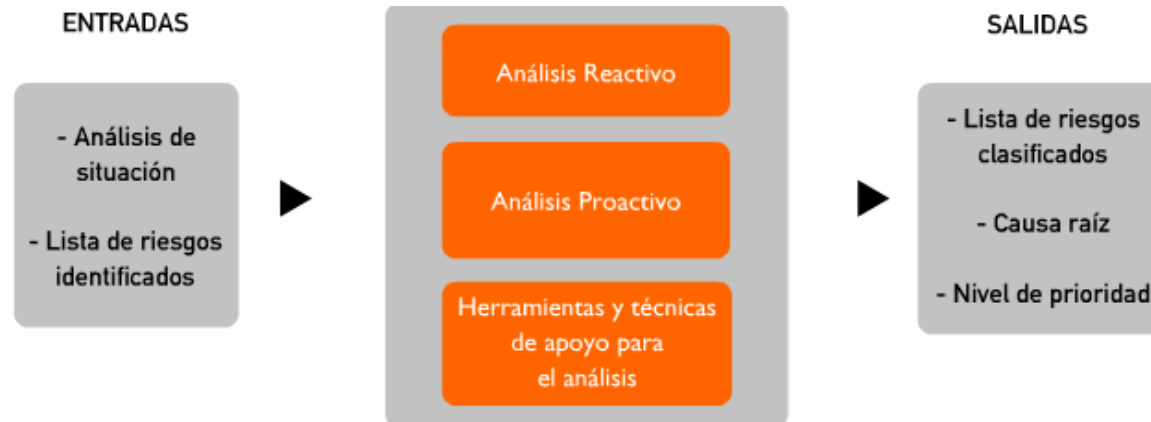 ENTRADAS
- Análisis de
situación
- Lista de riesgos
identificados
Análisis Reactivo
Análisis Proactivo
Herramientas y técnicas
de apoyo para
el análisis
SALIDAS
- Lista de riesgos
clasificados
- Causa raíz
- Nivel de prioridad